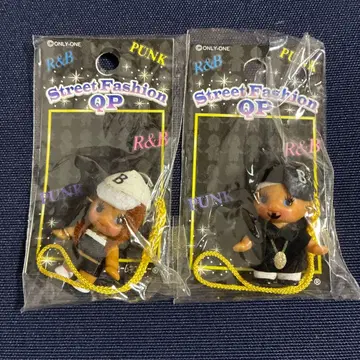 ONLY-ONE
R&B
PUNK
Street Fashion
QP
R&B
PUNK
B
®
ONLY-ONE
R&B
PUNK
Street Fashion
QP
R&B
PUNK
B
®